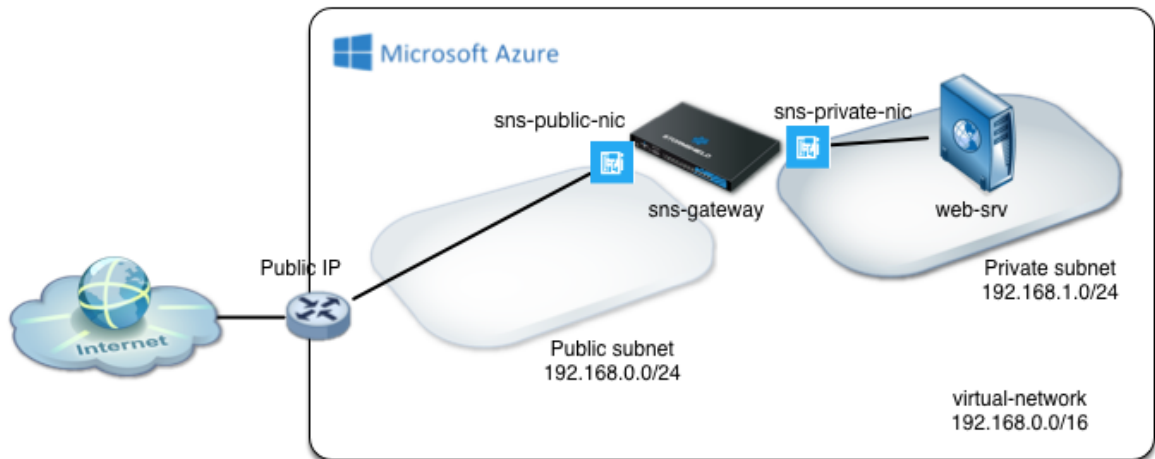 Microsoft Azure
sns-public-nic
sns-private-nic
STORMSHIELD
sns-gateway
web-srv
Public IP
Internet
Private subnet
192.168.1.0/24
Public subnet
192.168.0.0/24
virtual-network
192.168.0.0/16